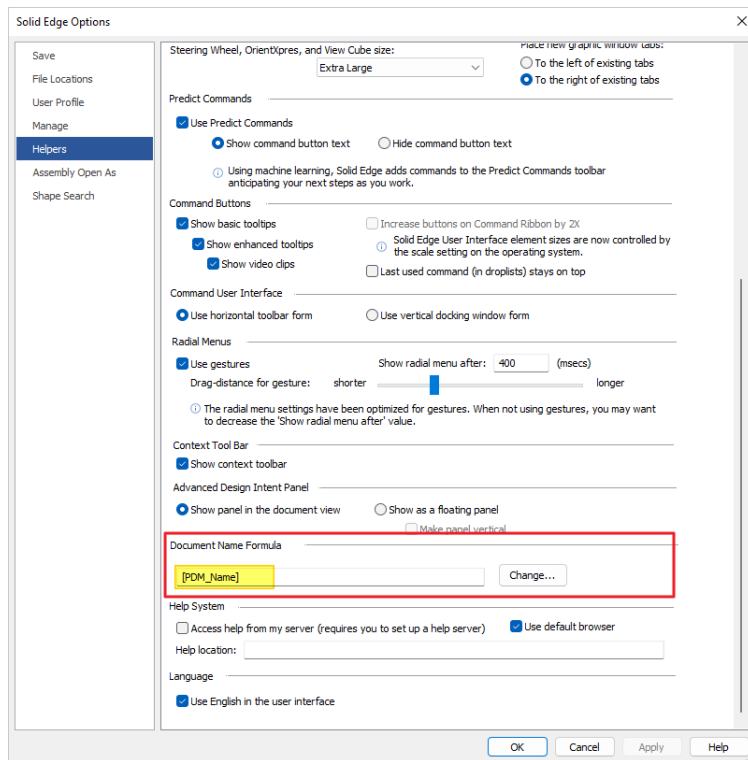 Solid Edge Options
Save
File Locations
User Profile
Manage
Helpers
Assembly Open As
Shape Search
Steering Wheel, OrientXpres, and View Cube size:
Extra Large
Place new graphic window tabs:
To the left of existing tabs
To the right of existing tabs
Predict Commands
Use Predict Commands
Show command button text
Hide command button text
Using machine learning, Solid Edge adds commands to the Predict Commands toolbar
anticipating your next steps as you work.
Command Buttons
Show basic tooltips
Show enhanced tooltips
Show video clips
Increase buttons on Command Ribbon by 2X
Solid Edge User Interface element sizes are now controlled by
the scale setting on the operating system.
Last used command (in droplists) stays on top
Command User Interface
Use horizontal toolbar form
Use vertical docking window form
Radial Menus
Use gestures
Show radial menu after: 400 (msecs)
Drag-distance for gesture: shorter longer
The radial menu settings have been optimized for gestures. When not using gestures, you may want
to decrease the 'Show radial menu after' value.
Context Tool Bar
Show context toolbar
Advanced Design Intent Panel
Show panel in the document view
Show as a floating panel
Make panel vertical
Document Name Formula
[PDM_Name]
Change...
Help System
Access help from my server (requires you to set up a help server)
Use default browser
Help location:
Language
Use English in the user interface
OK
Cancel
Apply
Help